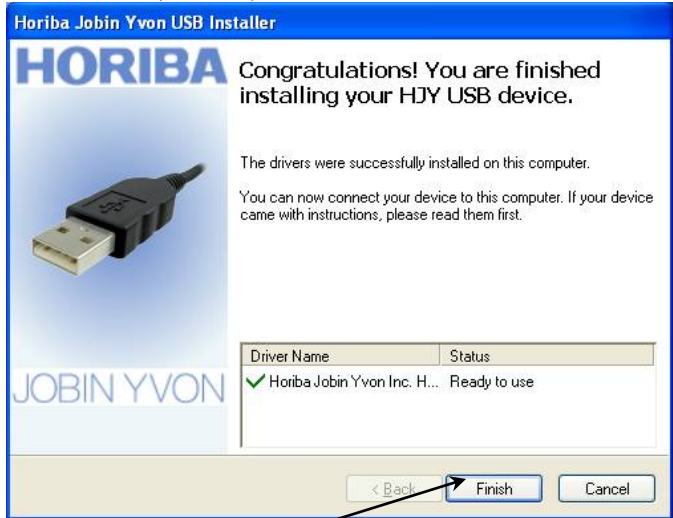 Horiba Jobin Yvon USB Installer
HORIBA
Congratulations! You are finished
installing your HJY USB device.
The drivers were successfully installed on this computer.
You can now connect your device to this computer. If your device
came with instructions, please read them first.
Driver Name Status
Horiba Jobin Yvon Inc. H... Ready to use
JOBIN YVON
< Back Finish Cancel